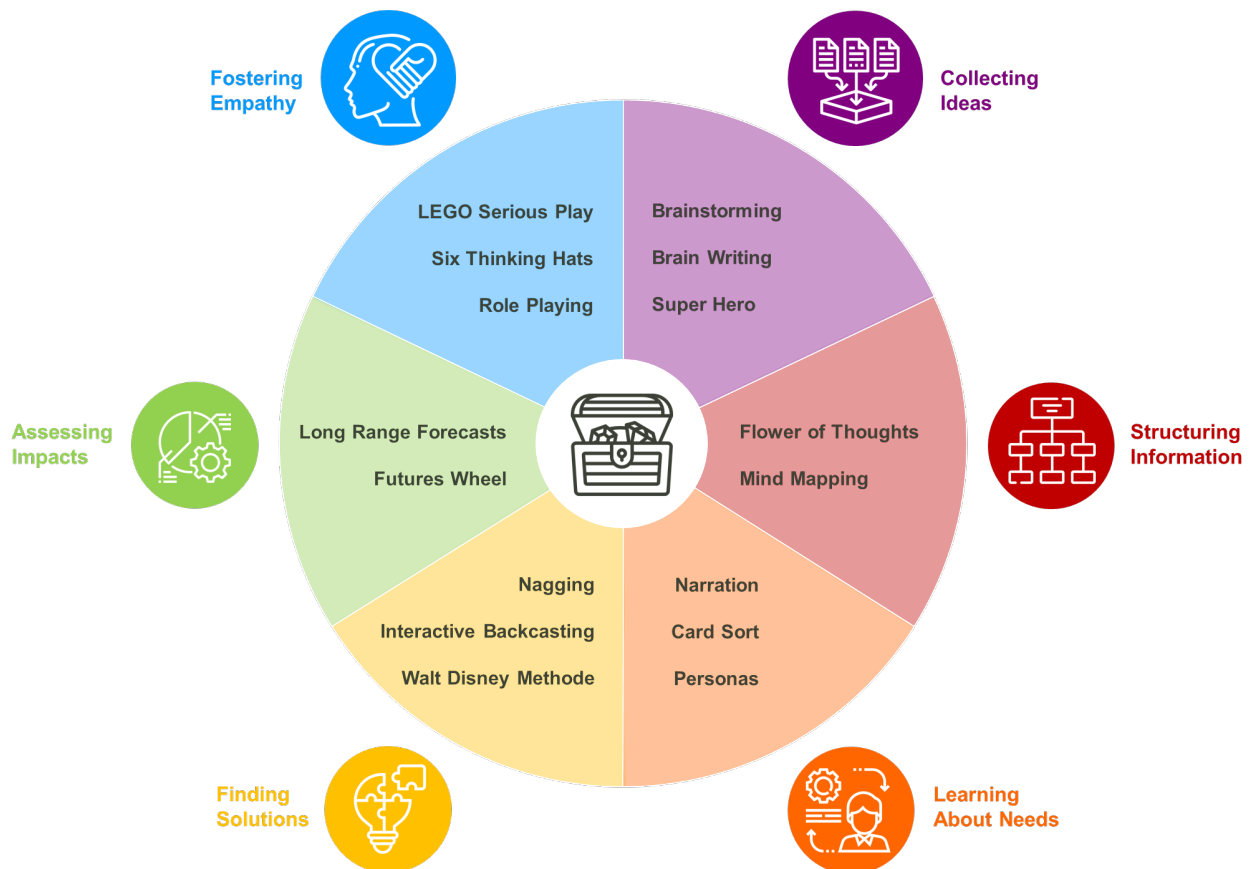 Fostering
Empathy
Collecting
Ideas
LEGO Serious Play
Six Thinking Hats
Role Playing
Brainstorming
Brain Writing
Super Hero
Assessing
Impacts
Long Range Forecasts
Futures Wheel
Flower of Thoughts
Mind Mapping
Structuring
Information
Nagging
Interactive Backcasting
Walt Disney Methode
Narration
Card Sort
Personas
Finding
Solutions
Learning
About Needs